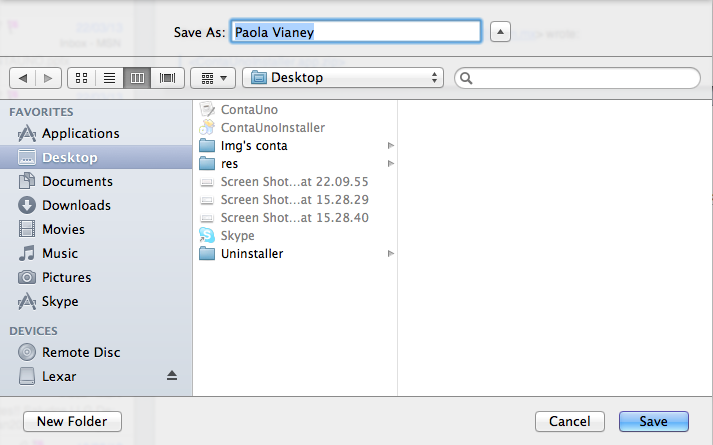 Save As: Paola Vianey
Desktop
FAVORITES
Applications
Desktop
Documents
Downloads
Movies
Music
Pictures
Skype
DEVICES
Remote Disc
Lexar
ContaUno
ContaUnoInstaller
Img's conta
res
Screen Shot...at 22.09.55
Screen Shot...at 15.28.29
Screen Shot...at 15.28.40
Skype
Uninstaller
New Folder
Cancel
Save